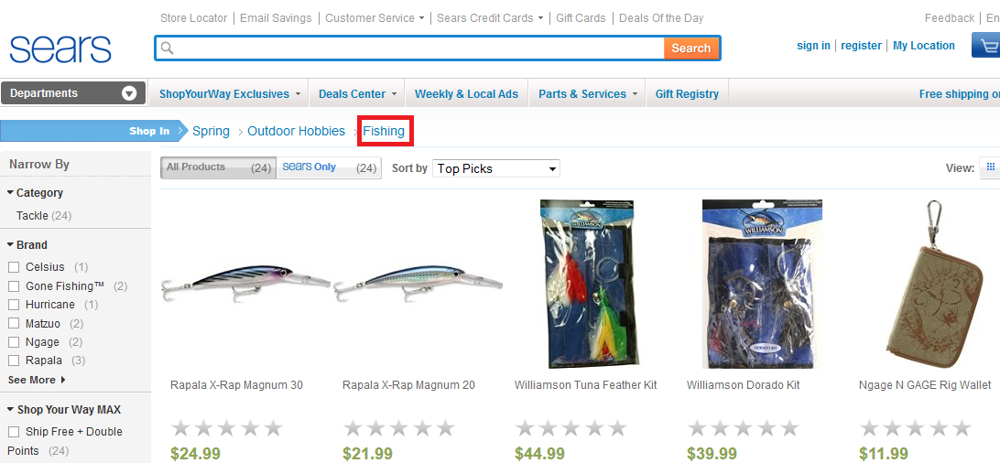 Store Locator | Email Savings | Customer Service | Sears Credit Cards | Gift Cards | Deals Of the Day
Feedback | En
sears
Search
sign in | register | My Location
Departments
ShopYourWay Exclusives
Deals Center
Weekly & Local Ads
Parts & Services
Gift Registry
Free shipping o
Shop In
Spring
Outdoor Hobbies
Fishing
Narrow By
Category
Tackle (24)
Brand
Celsius (1)
Gone Fishing™ (2)
Hurricane (1)
Matzuo (2)
Ngage (2)
Rapala (3)
See More
Shop Your Way MAX
Ship Free + Double
Points (24)
All Products (24)
sears Only (24)
Sort by Top Picks
View:
WILLIAMSON
WILLIAMSON
DORADO KIT
Rapala X-Rap Magnum 30
$24.99
Rapala X-Rap Magnum 20
$21.99
Williamson Tuna Feather Kit
$44.99
Williamson Dorado Kit
$39.99
Ngage N GAGE Rig Wallet
$11.99